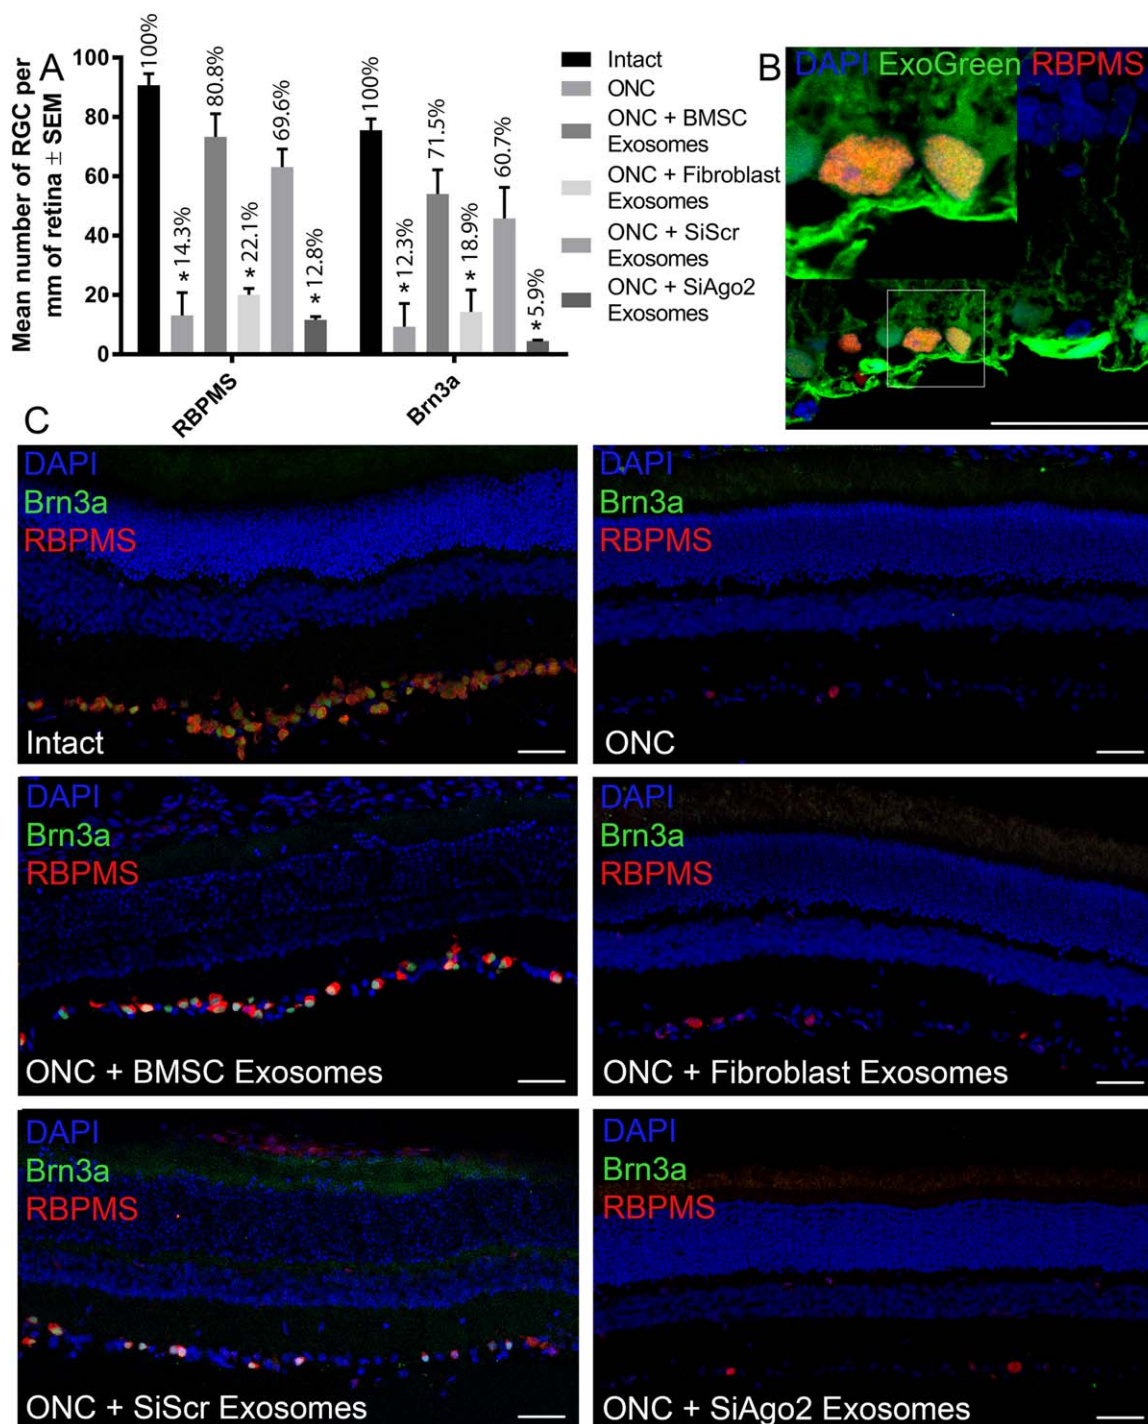 A
Mean number of RGC per
mm of retina ± SEM
100
80
60
40
20
0
100%
*14.3%
80.8%
*22.1%
69.6%
*12.8%
100%
*12.3%
71.5%
*18.9%
60.7%
*5.9%
RBPMS
Brn3a
Intact
ONC
ONC + BMSC
Exosomes
ONC + Fibroblast
Exosomes
ONC + SiScr
Exosomes
ONC + SiAgo2
Exosomes
B
DAPI ExoGreen RBPMS
C
DAPI
Brn3a
RBPMS
Intact
DAPI
Brn3a
RBPMS
ONC
DAPI
Brn3a
RBPMS
ONC + BMSC Exosomes
DAPI
Brn3a
RBPMS
ONC + Fibroblast Exosomes
DAPI
Brn3a
RBPMS
ONC + SiScr Exosomes
DAPI
Brn3a
RBPMS
ONC + SiAgo2 Exosomes